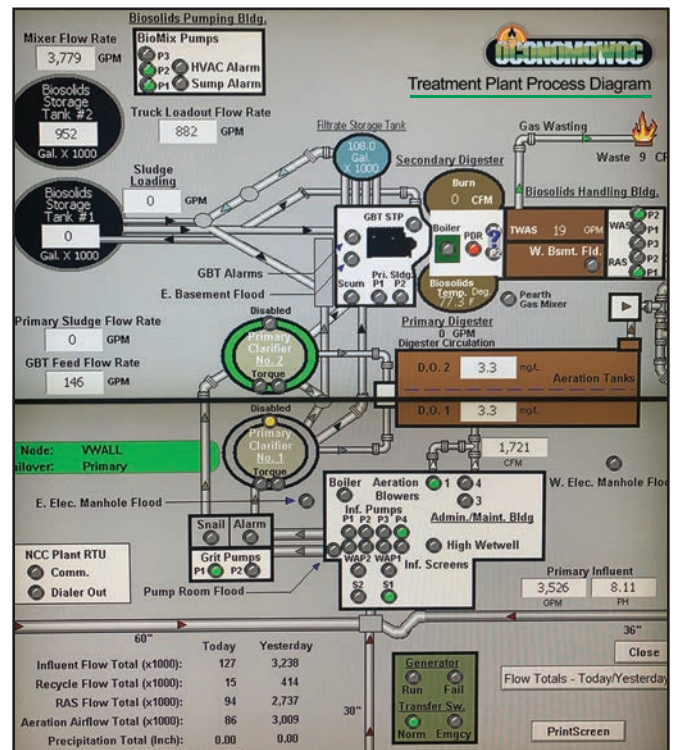 Biosolids Pumping Bldg.
BioMix Pumps
P3
P2
P1
HVAC Alarm
Sump Alarm
Mixer Flow Rate
3,779 GPM
Biosolids
Storage
Tank #2
952
Gal. X 1000
Truck Loadout Flow Rate
882 GPM
OCONOMOWOC
Treatment Plant Process Diagram
Filtrate Storage Tank
108.0
Gal.
X 1000
Gas Wasting
Waste 9
Secondary Digester
Burn
0 CFM
Biosolids Handling Bldg.
Sludge
Loading
0 GPM
Biosolids
Storage
Tank #1
0
Gal. X 1000
GBT STP
Boiler
PDR
?
TWAS 19 GPM
W. Bsmt. Fld.
WAS
P2
P1
P3
RAS
P2
P1
GBT Alarms
E. Basement Flood
Scum
Pri. Sldg.
P1 P2
Biosolids
Temp. Deg.
77.3 F
Pearth
Gas Mixer
Primary Digester
0 GPM
Digester Circulation
Primary Sludge Flow Rate
0 GPM
GBT Feed Flow Rate
146 GPM
Disabled
Primary
Clarifier
No. 2
Torque
D.O. 2 3.3 mg/L
Aeration Tanks
D.O. 1 3.3 mg/L
Disabled
Primary
Clarifier
No. 1
Torque
Node: VWALL
ailover: Primary
1,721
CFM
E. Elec. Manhole Flood
W. Elec. Manhole Floo
Boiler
Aeration
Blowers
1
4
3
Inf. Pumps
P1 P2 P3 P4
Admin./Maint. Bldg
High Wetwell
WAP2 WAP1
Inf. Screens
S2 S1
Snail Alarm
Grit Pumps
P1 P2
Pump Room Flood
NCC Plant RTU
Comm.
Dialer Out
Primary Influent
3,526 8.11
GPM PH
60"
36"
30"
Today Yesterday
Influent Flow Total (x1000): 127 3,238
Recycle Flow Total (x1000): 15 414
RAS Flow Total (x1000): 94 2,737
Aeration Airflow Total (x1000): 86 3,009
Precipitation Total (Inch): 0.00 0.00
Generator
Run Fail
Transfer Sw.
Norm Emgcy
Close
Flow Totals - Today/Yesterday
PrintScreen